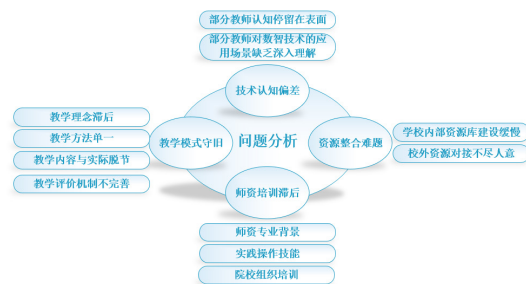 部分教师认知停留在表面
部分教师对数智技术的应
用场景缺乏深入理解
技术认知偏差
教学理念滞后
教学方法单一
教学内容与实际脱节
教学评价机制不完善
教学模式守旧
问题分析
资源整合难题
学校内部资源库建设缓慢
校外资源对接不尽人意
师资培训滞后
师资专业背景
实践操作技能
院校组织培训